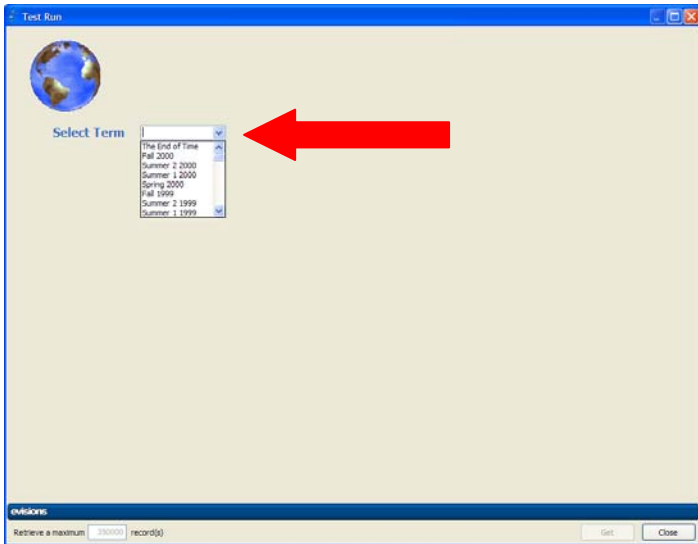 Test Run
Select Term
The End of Time
Fall 2000
Summer 2 2000
Summer 1 2000
Spring 2000
Fall 1999
Summer 2 1999
Summer 1 1999
evisions
Retrieve a maximum record(s) Get Close